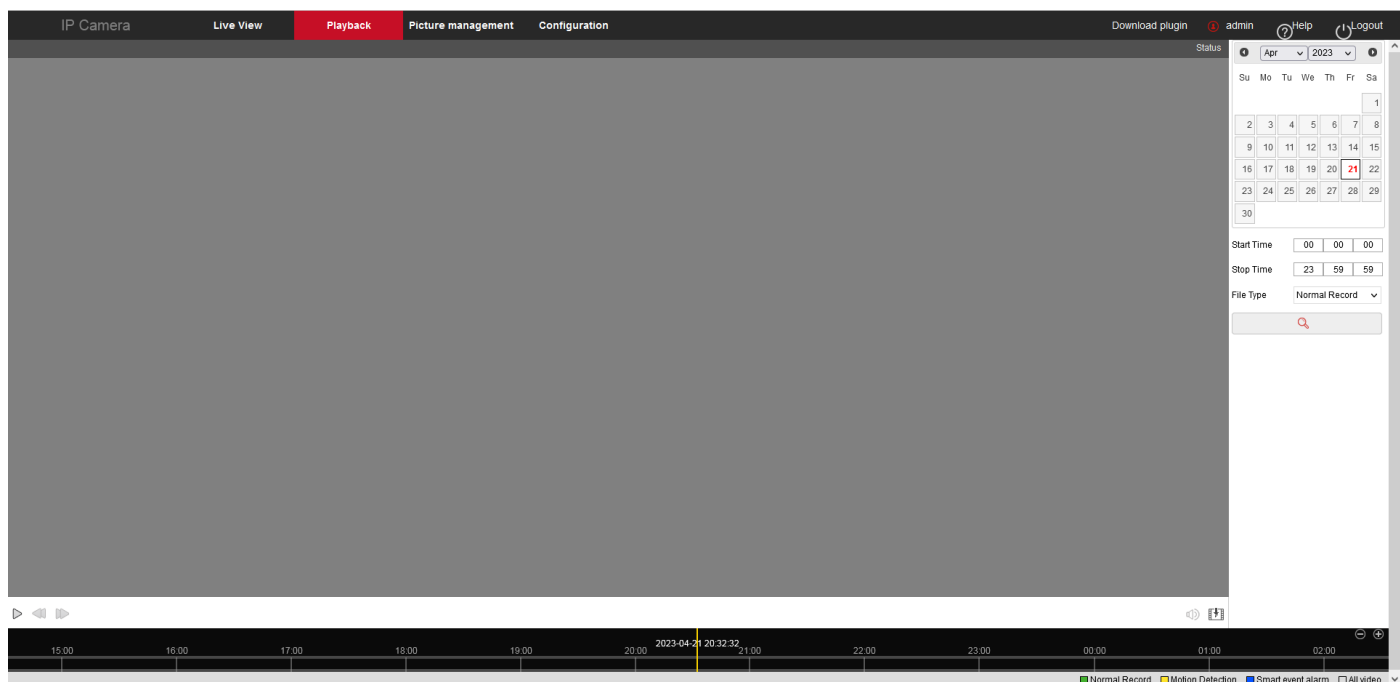 IP Camera Live View Playback Picture management Configuration Download plugin admin Help Logout
Status
Apr 2023
Su Mo Tu We Th Fr Sa
1
2 3 4 5 6 7 8
9 10 11 12 13 14 15
16 17 18 19 20 21 22
23 24 25 26 27 28 29
30
Start Time 00 00 00
Stop Time 23 59 59
File Type Normal Record
2023-04-21 20:32:32
15:00 16:00 17:00 18:00 19:00 20:00 21:00 22:00 23:00 00:00 01:00 02:00
Normal Record Motion Detection Smart event alarm All video